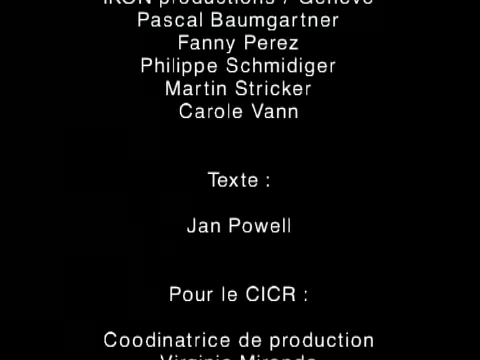 IKON productions / Genève
Pascal Baumgartner
Fanny Perez
Philippe Schmidiger
Martin Stricker
Carole Vann
Texte :
Jan Powell
Pour le CICR :
Coodinatrice de production
Virginie Miranda